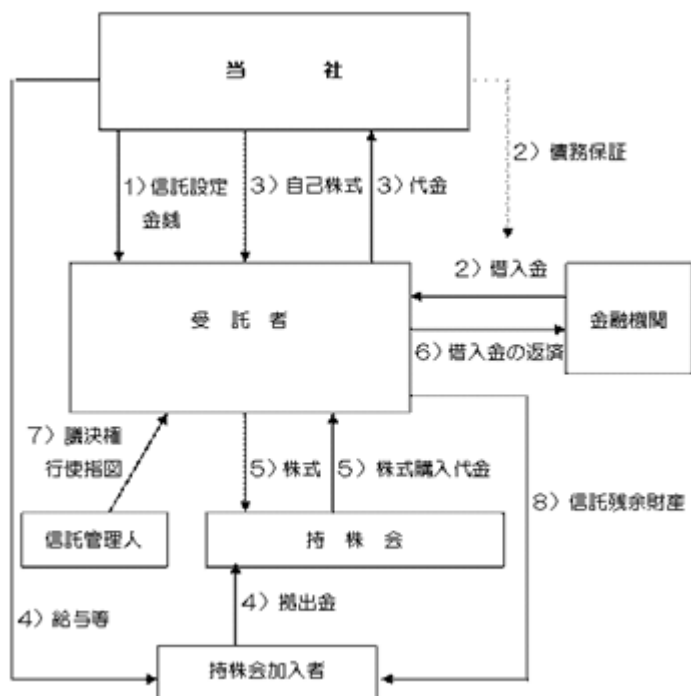 当 社
2）債務保証
1）信託設定
金銭
3）自己株式
3）代金
2）借入金
受 託 者
金融機関
6）借入金の返済
7）議決権
行使指図
5）株式
5）株式購入代金
8）信託残余財産
信託管理人
持 株 会
4）拠出金
4）給与等
持株会加入者